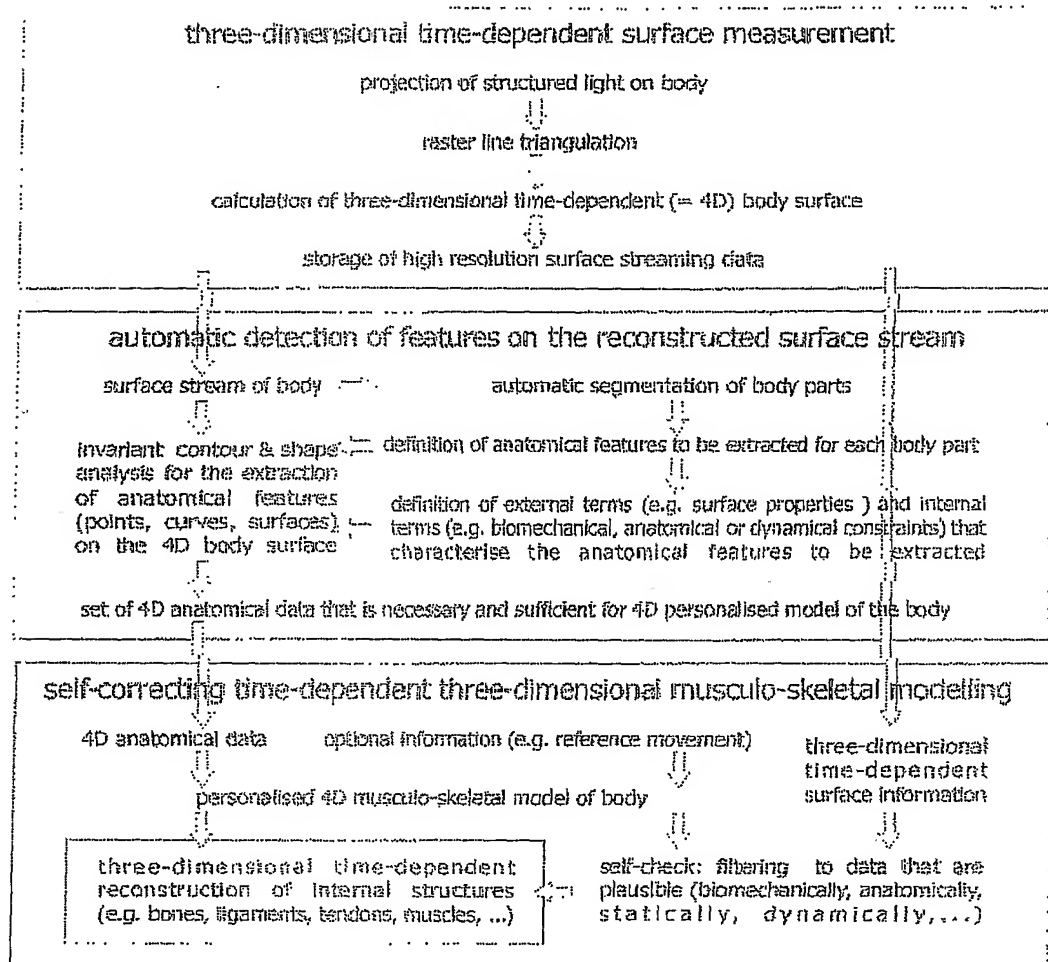 three-dimensional time-dependent surface measurement
projection of structured light on body
raster line triangulation
calculation of three-dimensional time-dependent (= 4D) body surface
storage of high resolution surface streaming data
automatic detection of features on the reconstructed surface stream
surface stream of body
automatic segmentation of body parts
invariant contour & shape
analysis for the extraction
of anatomical features
(points, curves, surfaces)
on the 4D body surface
definition of anatomical features to be extracted for each body part
definition of external terms (e.g. surface properties ) and internal
terms (e.g. biomechanical, anatomical or dynamical constraints) that
characterise the anatomical features to be extracted
set of 4D anatomical data that is necessary and sufficient for 4D personalised model of the body
self-correcting time-dependent three-dimensional musculo-skeletal modelling
4D anatomical data
optional information (e.g. reference movement)
three-dimensional
time-dependent
surface information
personalised 4D musculo-skeletal model of body
three-dimensional time-dependent
reconstruction of internal structures
(e.g. bones, ligaments, tendons, muscles, ...)
self-check: filtering to data that are
plausible (biomechanically, anatomically,
statically, dynamically,...)